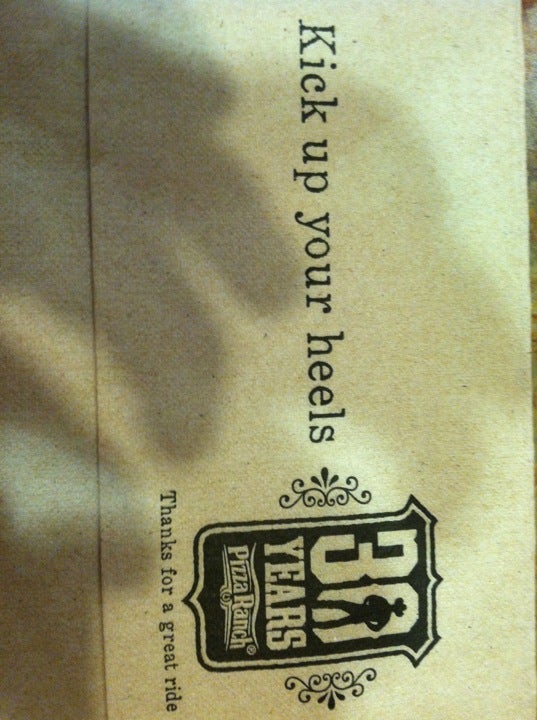 Kick up your heels
30
YEARS
Pizza Ranch®
Thanks for a great ride